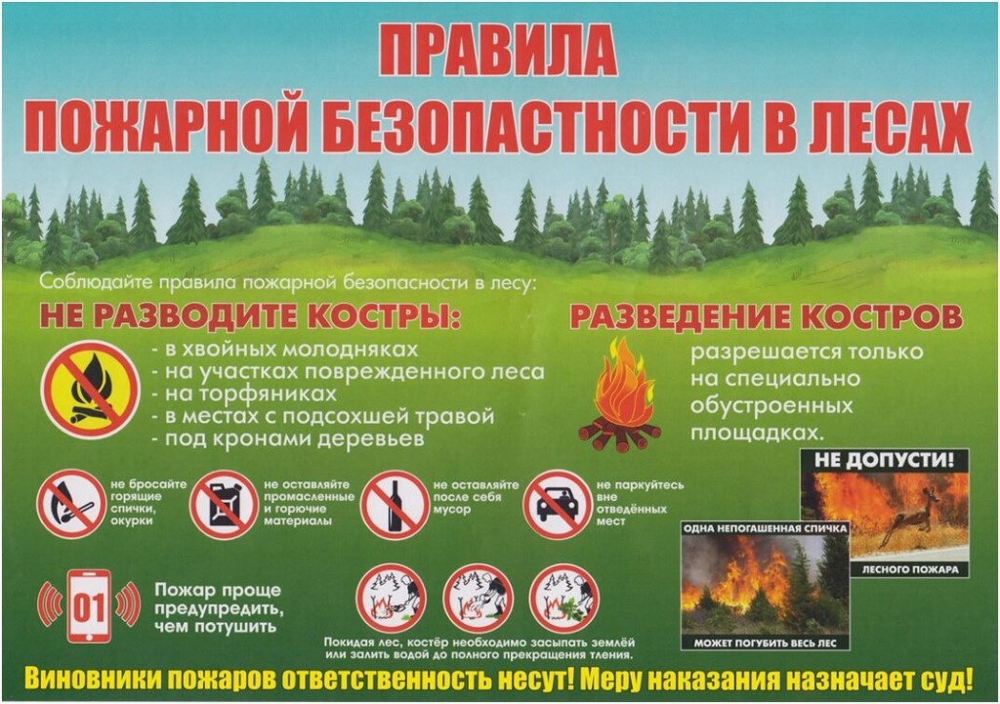 ПРАВИЛА
ПОЖАРНОЙ БЕЗОПАСТНОСТИ В ЛЕСАХ
Соблюдайте правила пожарной безопасности в лесу:
НЕ РАЗВОДИТЕ КОСТРЫ:
- в хвойных молодняках
- на участках поврежденного леса
- на торфяниках
- в местах с подсохшей травой
- под кронами деревьев
РАЗВЕДЕНИЕ КОСТРОВ
разрешается только
на специально
обустроенных
площадках.
не бросайте
горящие
спички,
окурки
не оставляйте
промасленные
и горючие
материалы
не оставляйте
после себя
мусор
не паркуйтесь
вне
отведённых
мест
НЕ ДОПУСТИ!
ЛЕСНОГО ПОЖАРА
ОДНА НЕПОГАШЕННАЯ СПИЧКА
МОЖЕТ ПОГУБИТЬ ВЕСЬ ЛЕС
01
Пожар проще
предупредить,
чем потушить
Покидая лес, костёр необходимо засыпать землёй
или залить водой до полного прекращения тления.
Виновники пожаров ответственность несут! Меру наказания назначает суд!